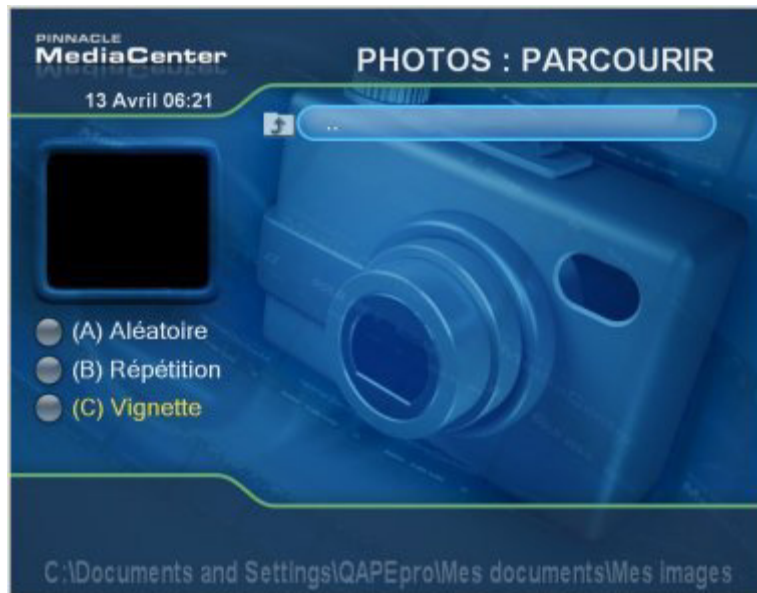 PINNACLE
MediaCenter
PHOTOS : PARCOURIR
13 Avril 06:21
..
(A) Aléatoire
(B) Répétition
(C) Vignette
C:\Documents and Settings\QAPEpro\Mes documents\Mes images